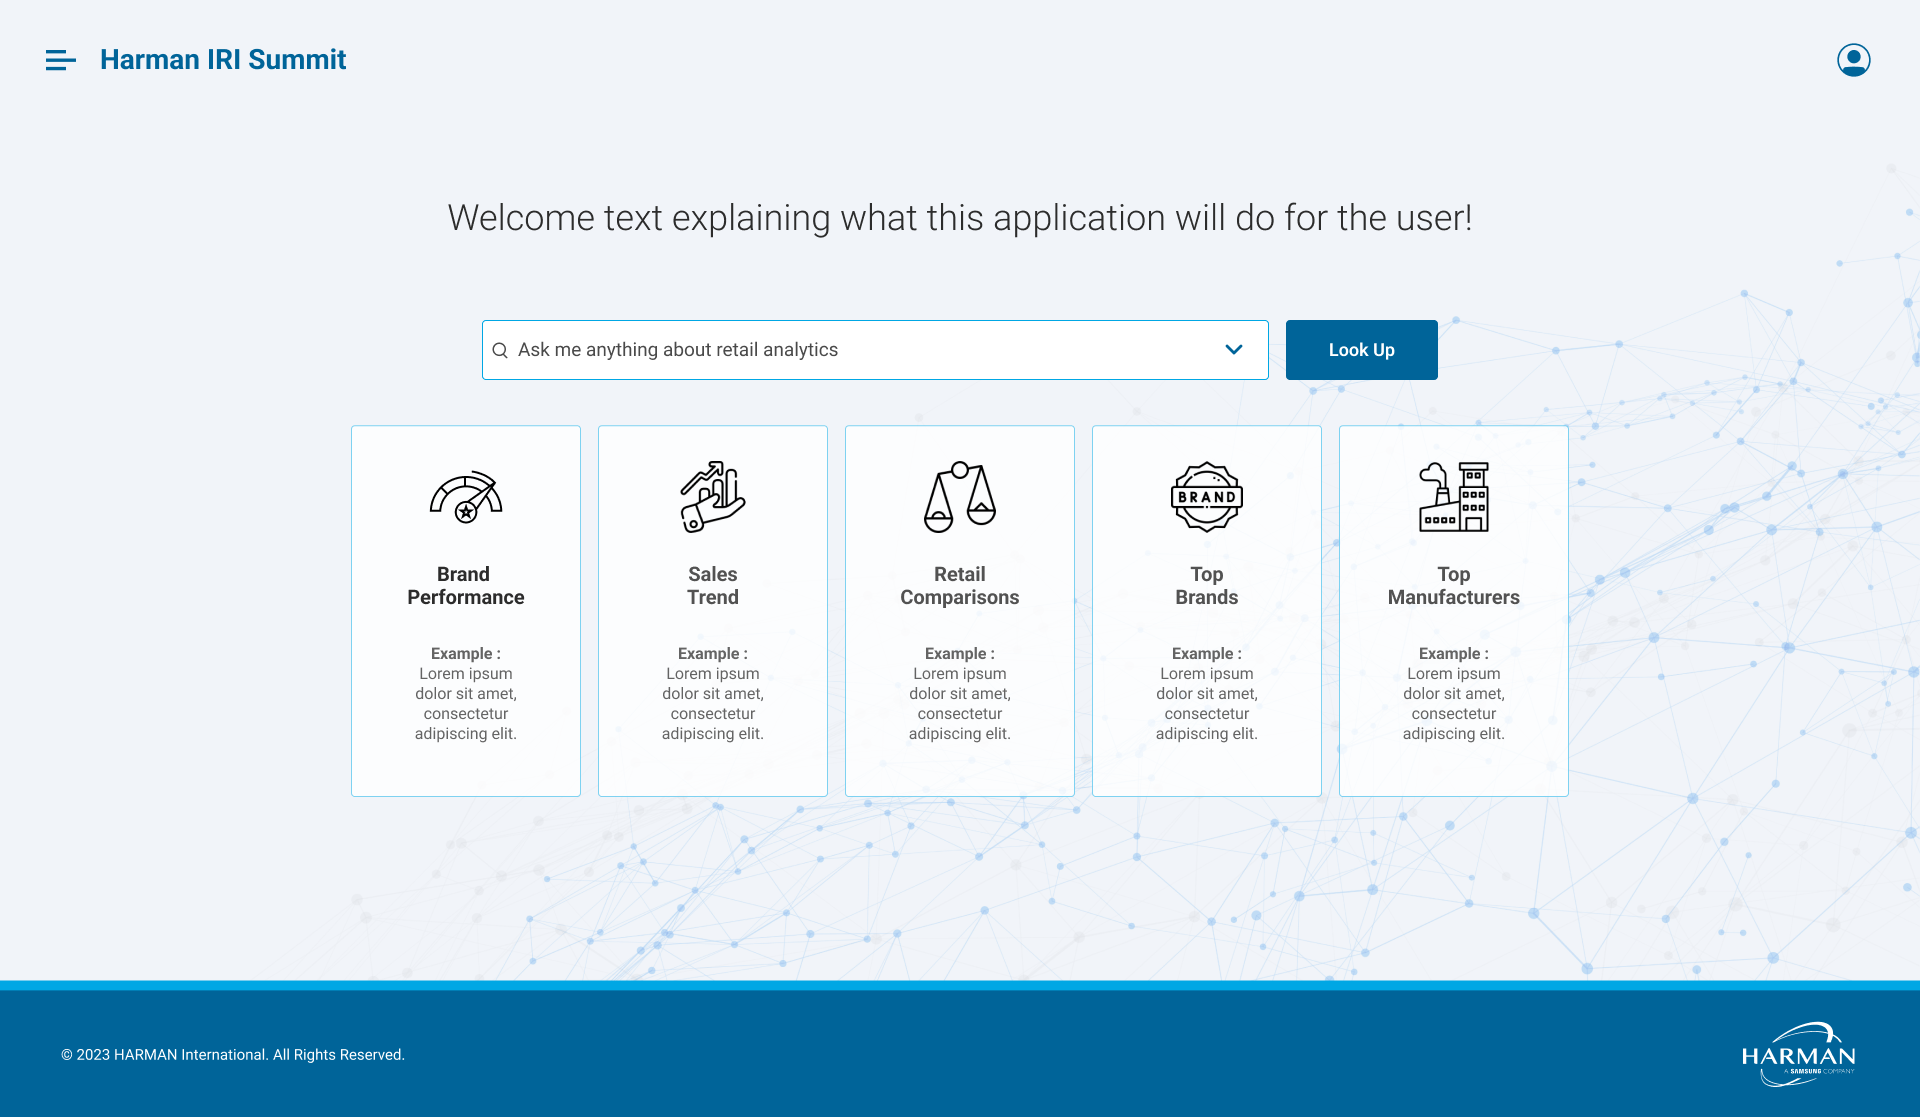 Harman IRI Summit
Welcome text explaining what this application will do for the user!
Ask me anything about retail analytics
Look Up
Brand
Performance
Example :
Lorem ipsum
dolor sit amet,
consectetur
adipiscing elit.
Sales
Trend
Example :
Lorem ipsum
dolor sit amet,
consectetur
adipiscing elit.
Retail
Comparisons
Example :
Lorem ipsum
dolor sit amet,
consectetur
adipiscing elit.
BRAND
Top
Brands
Example :
Lorem ipsum
dolor sit amet,
consectetur
adipiscing elit.
Top
Manufacturers
Example :
Lorem ipsum
dolor sit amet,
consectetur
adipiscing elit.
© 2023 HARMAN International. All Rights Reserved.
HARMAN
A SAMSUNG COMPANY